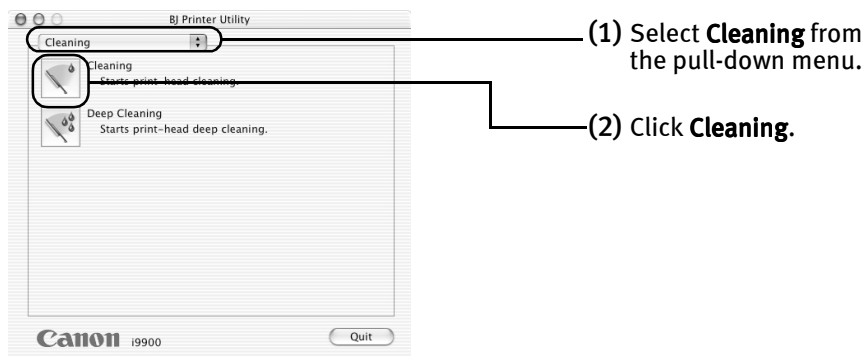 BJ Printer Utility
Cleaning
Cleaning
Starts print-head cleaning.
Deep Cleaning
Starts print-head deep cleaning.
Canon i9900
Quit
(1) Select Cleaning from
the pull-down menu.
(2) Click Cleaning.